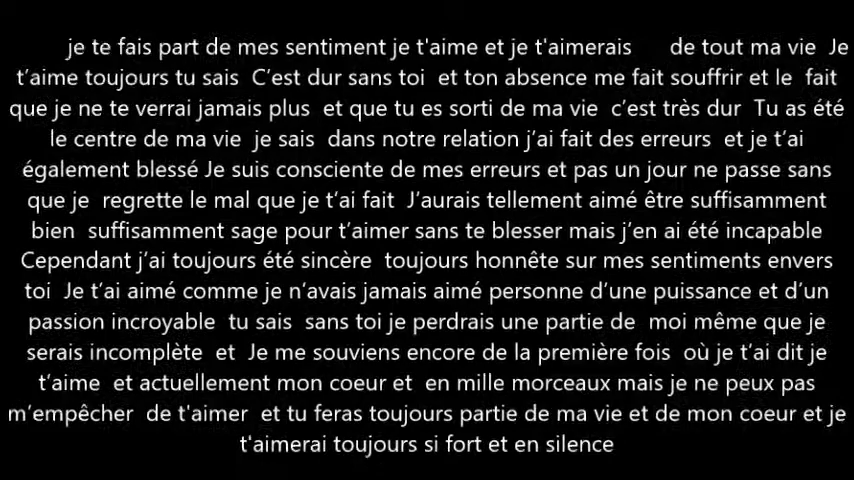 je te fais part de mes sentiment je t'aime et je t'aimerais de tout ma vie Je
t’aime toujours tu sais C’est dur sans toi et ton absence me fait souffrir et le fait
que je ne te verrai jamais plus et que tu es sorti de ma vie c’est très dur Tu as été
le centre de ma vie je sais dans notre relation j’ai fait des erreurs et je t’ai
également blessé Je suis consciente de mes erreurs et pas un jour ne passe sans
que je regrette le mal que je t’ai fait J’aurais tellement aimé être suffisamment
bien suffisamment sage pour t’aimer sans te blesser mais j’en ai été incapable
Cependant j’ai toujours été sincère toujours honnête sur mes sentiments envers
toi Je t’ai aimé comme je n’avais jamais aimé personne d’une puissance et d’un
passion incroyable tu sais sans toi je perdrais une partie de moi même que je
serais incomplète et Je me souviens encore de la première fois où je t’ai dit je
t’aime et actuellement mon coeur et en mille morceaux mais je ne peux pas
m’empêcher de t'aimer et tu feras toujours partie de ma vie et de mon coeur et je
t'aimerai toujours si fort et en silence